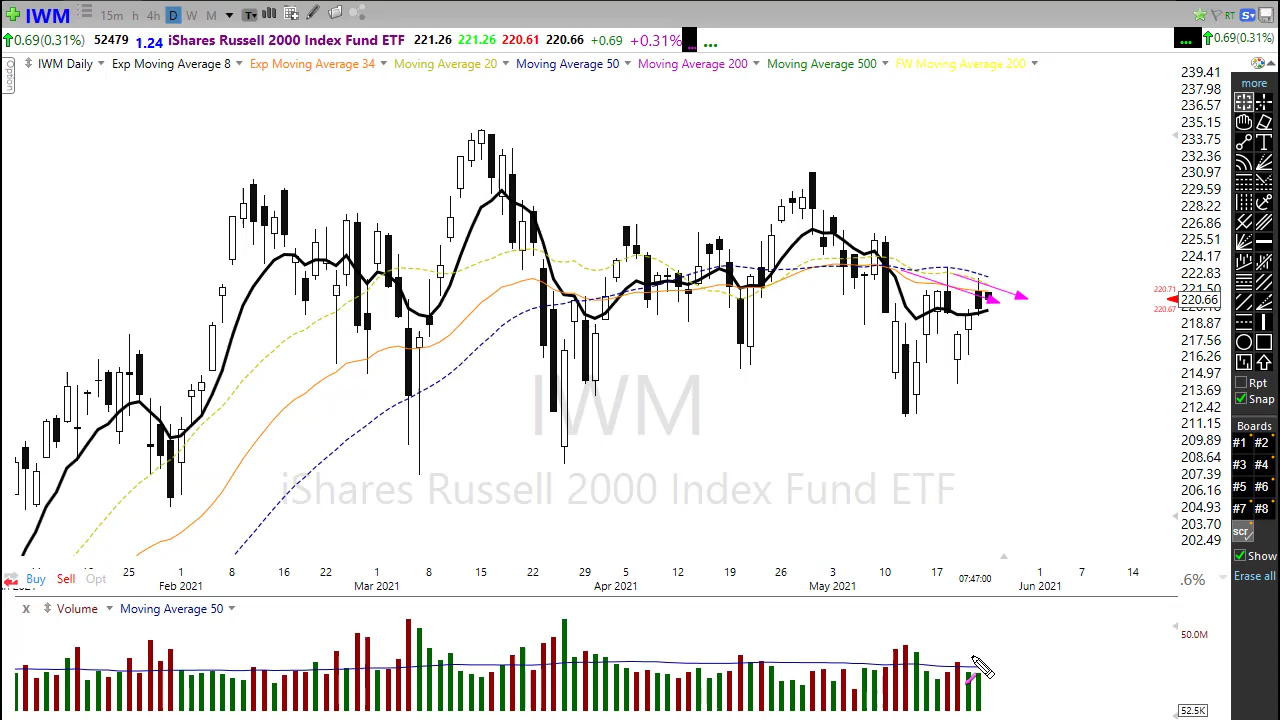 IWM 15m h 4h D W M T RT S
0.69(0.31%) 52479 1.24 iShares Russell 2000 Index Fund ETF 221.26 221.26 220.61 220.66 +0.69 +0.31% ... ... 0.69(0.31%)
Option IWM Daily Exp Moving Average 8 Exp Moving Average 34 Moving Average 20 Moving Average 50 Moving Average 200 Moving Average 500 FW Moving Average 200
239.41
237.98
236.57
235.15
233.75
232.36
230.97
229.59
228.22
226.86
225.51
224.17
222.83
221.50
220.71
220.66
220.67
218.87
217.56
216.26
214.97
213.69
212.42
211.15
209.89
208.64
207.39
206.16
204.93
203.70
202.49
IWM
iShares Russell 2000 Index Fund ETF
more
T
Rpt
Snap
Boards
#1 #2
#3 #4
#5 #6
#7 #8
scr
Show
Erase all
25 1 8 16 22 1 8 15 22 29 5 12 19 26 3 10 17 07:47:00 1 7 14
Buy Sell Opt Feb 2021 Mar 2021 Apr 2021 May 2021 Jun 2021 .6%
x Volume Moving Average 50
50.0M
52.5K